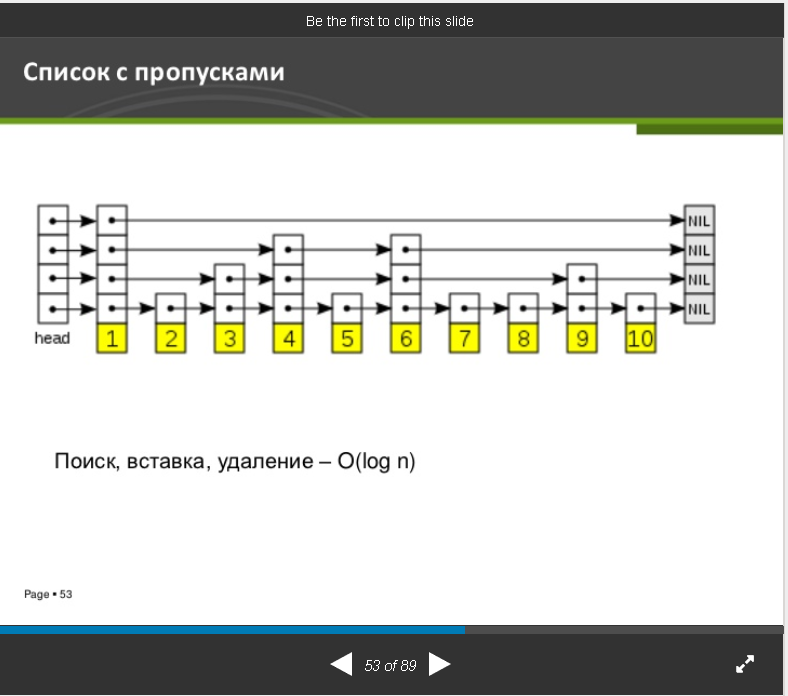 Be the first to clip this slide
Список с пропусками
NIL
NIL
NIL
NIL
head 1 2 3 4 5 6 7 8 9 10
Поиск, вставка, удаление – O(log n)
Page ▪ 53
53 of 89